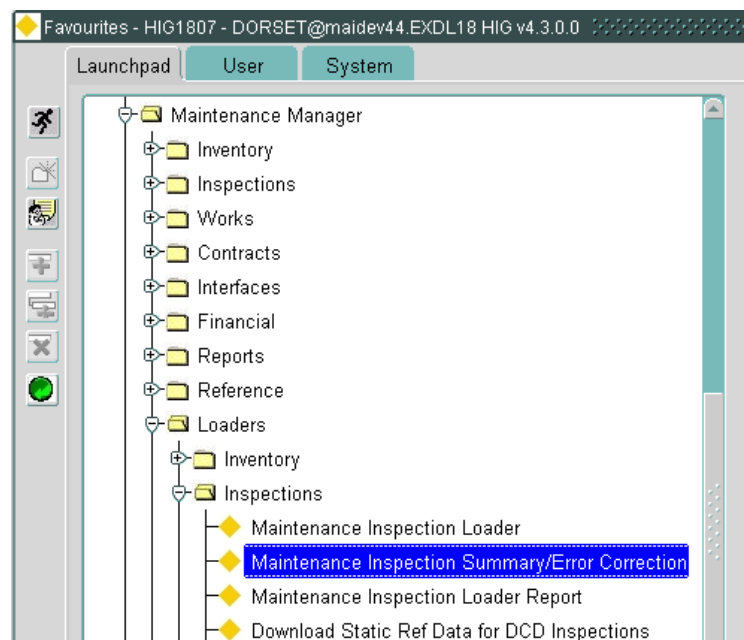 Favourites - HIG1807 - DORSET@maidev44.EXDL18 HIG v4.3.0.0
Launchpad User System
Maintenance Manager
Inventory
Inspections
Works
Contracts
Interfaces
Financial
Reports
Reference
Loaders
Inventory
Inspections
Maintenance Inspection Loader
Maintenance Inspection Summary/Error Correction
Maintenance Inspection Loader Report
Download Static Ref Data for DCD Inspections